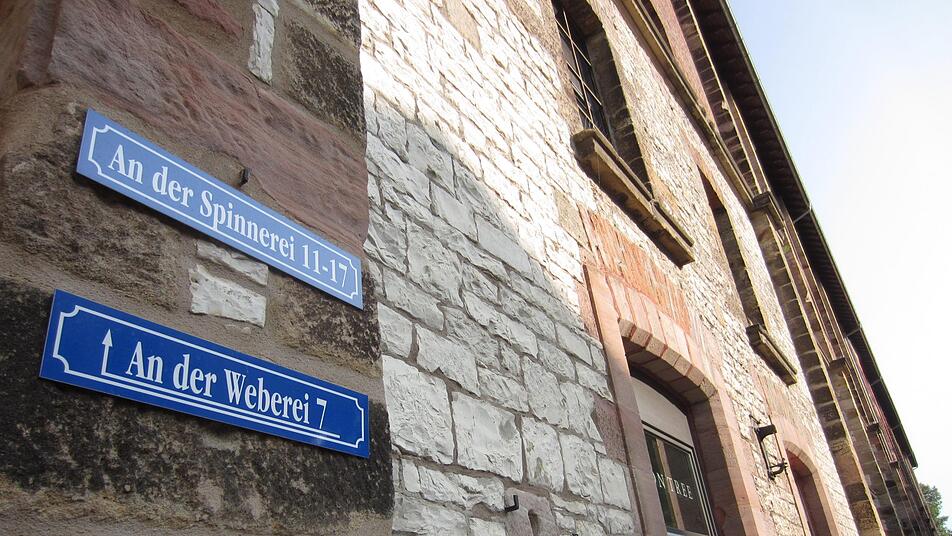 An der Spinnerei 11-17
An der Weberei 7